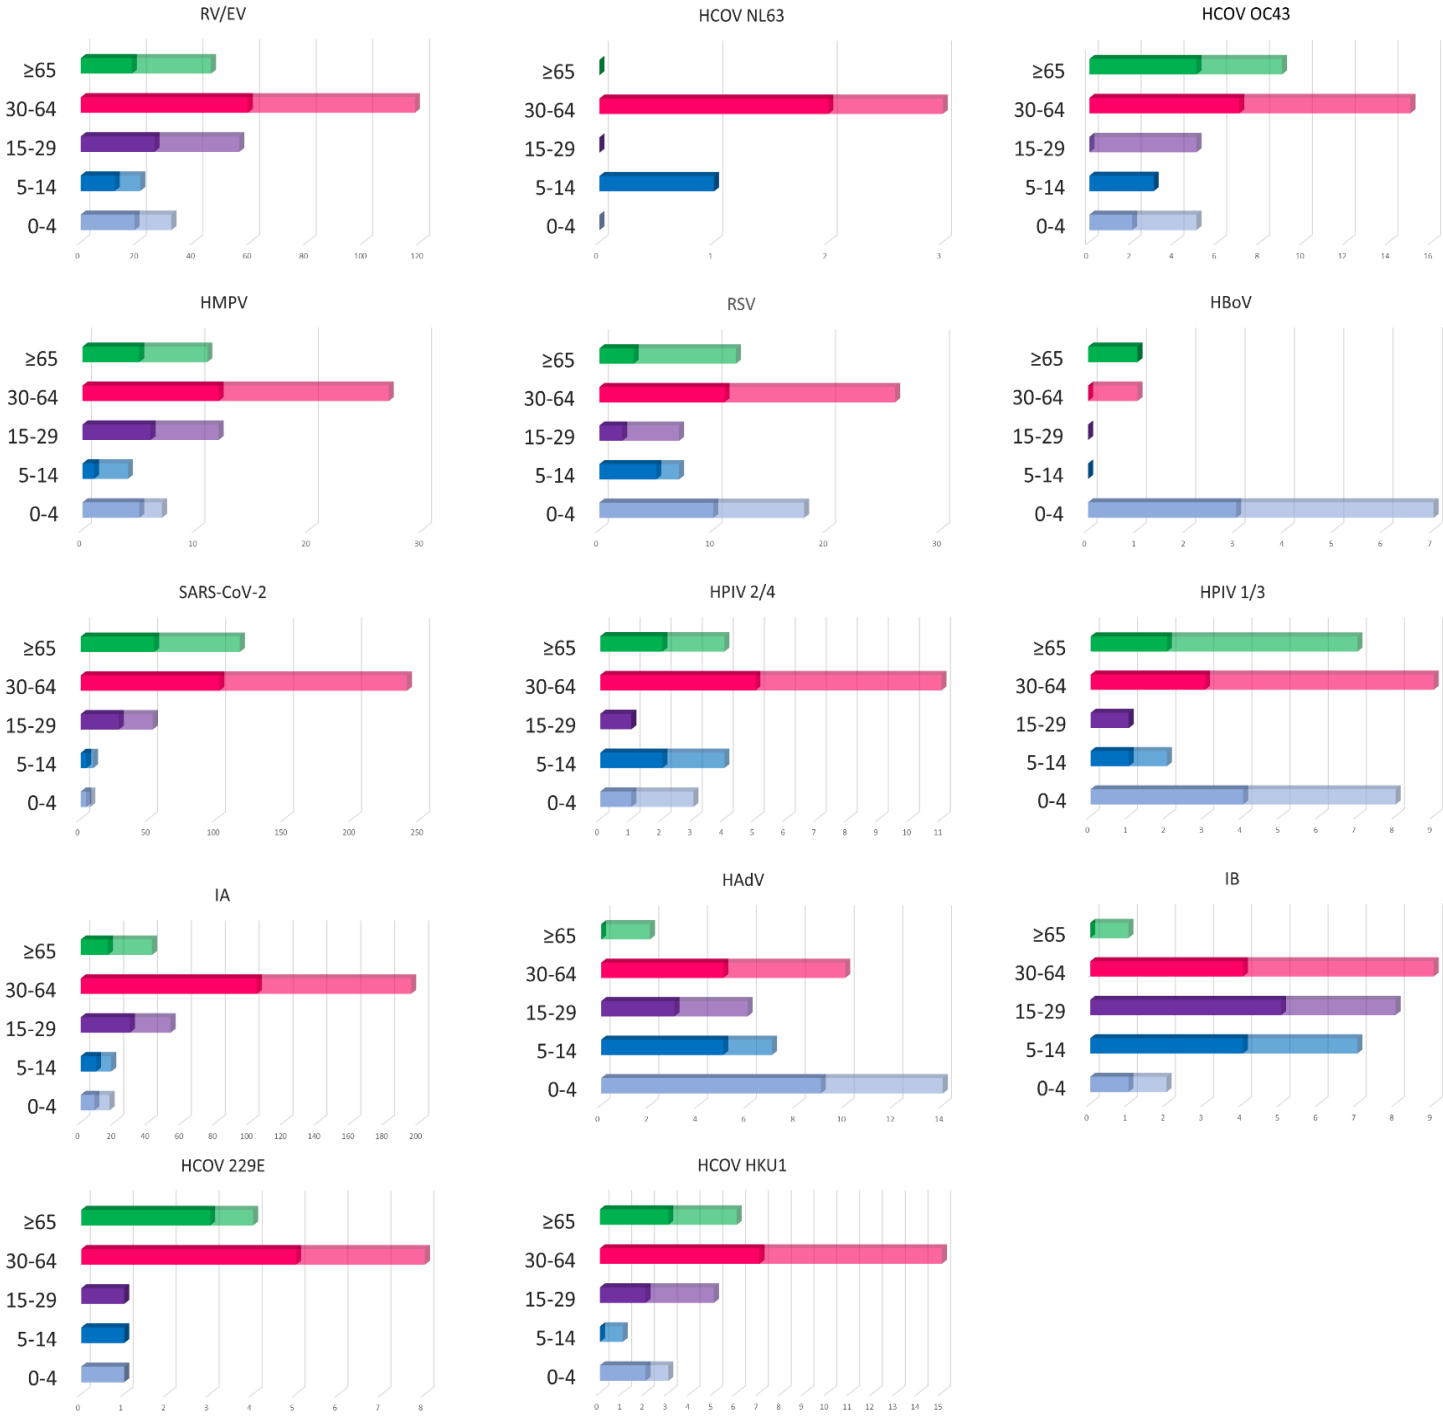 RV/EV
≥65
30-64
15-29
5-14
0-4
0 20 40 60 80 100 120
HCOV NL63
≥65
30-64
15-29
5-14
0-4
0 1 2 3
HCOV OC43
≥65
30-64
15-29
5-14
0-4
0 2 4 6 8 10 12 14 16
HMPV
≥65
30-64
15-29
5-14
0-4
0 10 20 30
RSV
≥65
30-64
15-29
5-14
0-4
0 10 20 30
HBoV
≥65
30-64
15-29
5-14
0-4
0 1 2 3 4 5 6 7
SARS-CoV-2
≥65
30-64
15-29
5-14
0-4
0 50 100 150 200 250
HPIV 2/4
≥65
30-64
15-29
5-14
0-4
0 1 2 3 4 5 6 7 8 9 10 11
HPIV 1/3
≥65
30-64
15-29
5-14
0-4
0 1 2 3 4 5 6 7 8 9
IA
≥65
30-64
15-29
5-14
0-4
0 20 40 60 80 100 120 140 160 180 200
HAdV
≥65
30-64
15-29
5-14
0-4
0 2 4 6 8 10 12 14
IB
≥65
30-64
15-29
5-14
0-4
0 1 2 3 4 5 6 7 8 9
HCOV 229E
≥65
30-64
15-29
5-14
0-4
0 1 2 3 4 5 6 7 8
HCOV HKU1
≥65
30-64
15-29
5-14
0-4
0 1 2 3 4 5 6 7 8 9 10 11 12 13 14 15